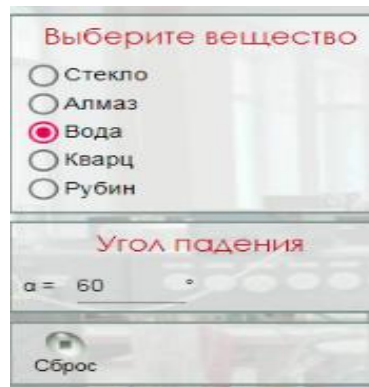 Выберите вещество
Стекло
Алмаз
Вода
Кварц
Рубин
Угол падения
α = 60 °
Сброс